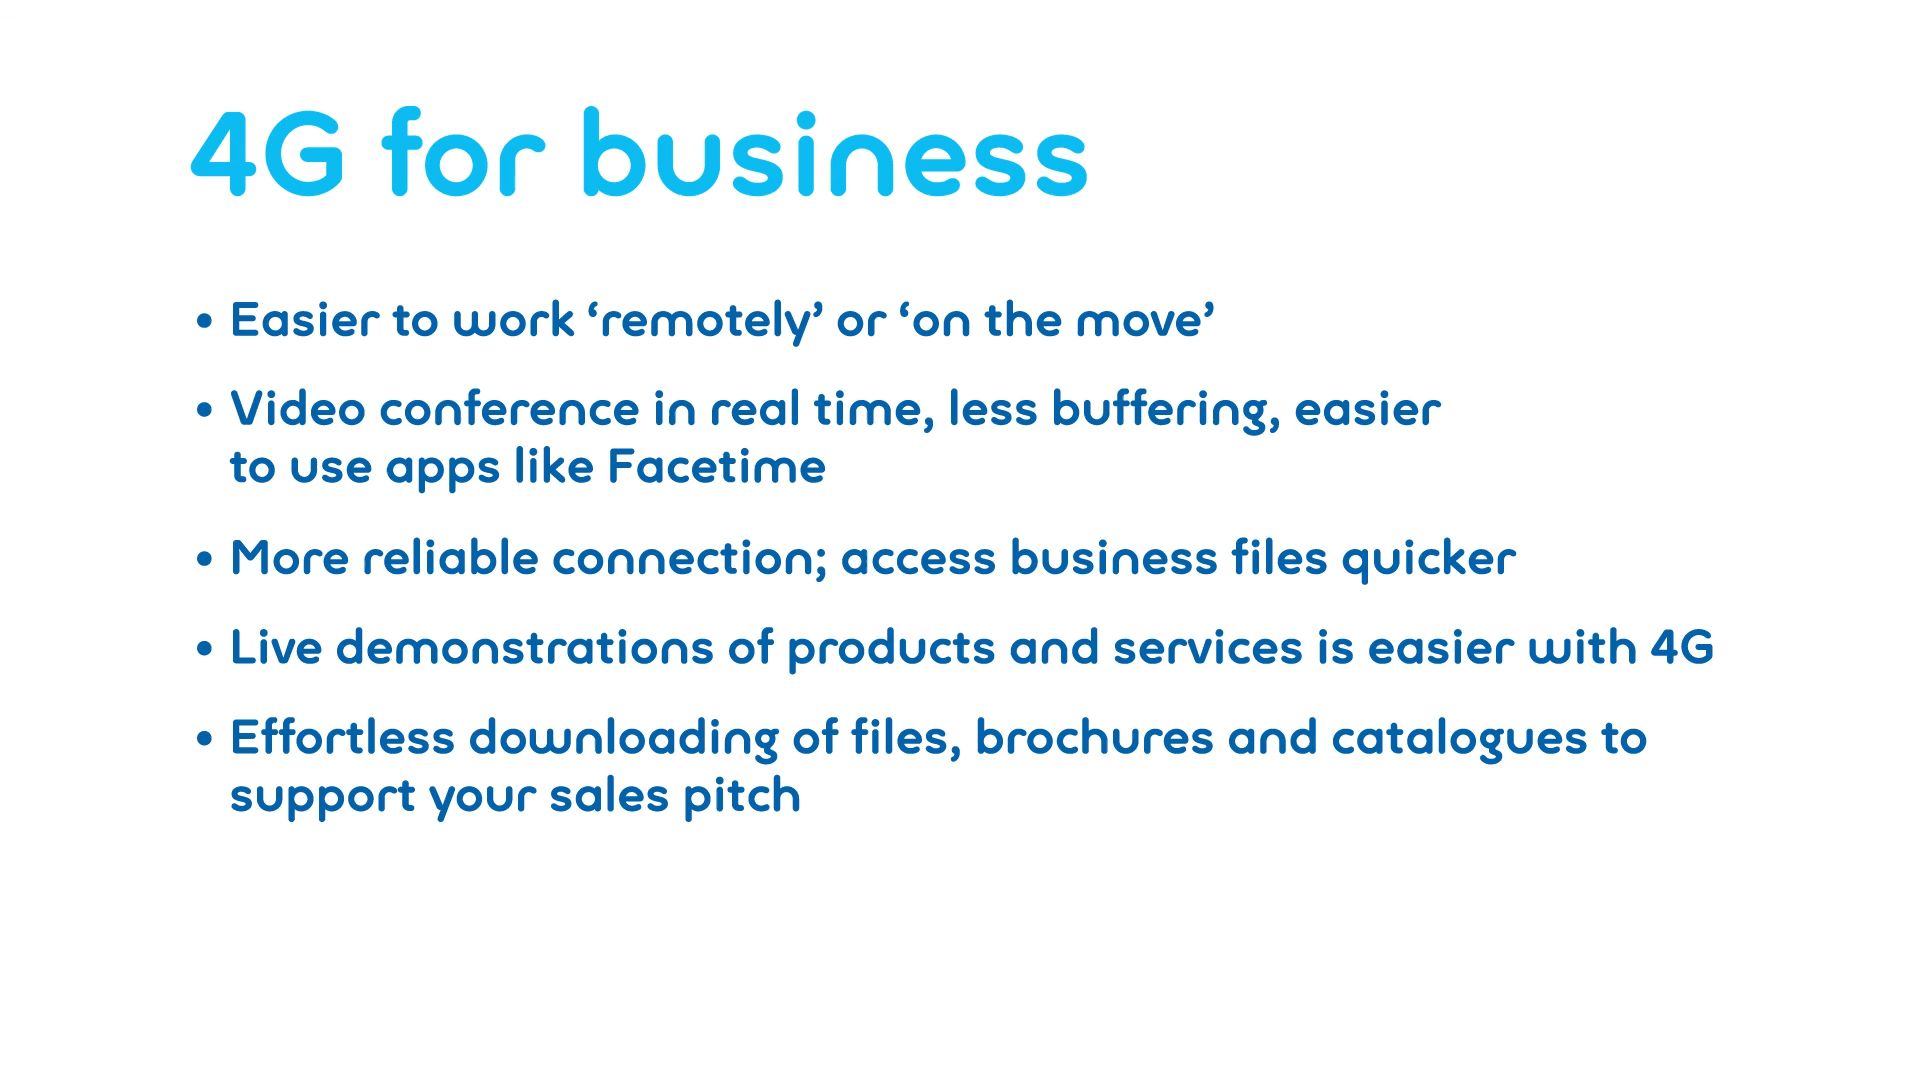 4G for business
• Easier to work ‘remotely’ or ‘on the move’
• Video conference in real time, less buffering, easier
to use apps like Facetime
• More reliable connection; access business files quicker
• Live demonstrations of products and services is easier with 4G
• Effortless downloading of files, brochures and catalogues to
support your sales pitch